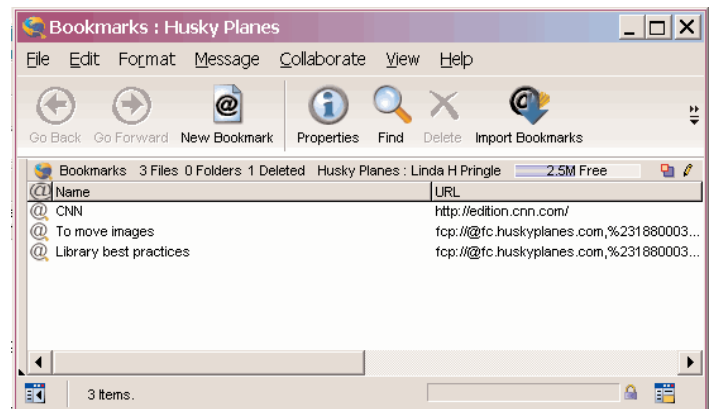 Bookmarks : Husky Planes
File Edit Format Message Collaborate View Help
Go Back Go Forward New Bookmark Properties Find Delete Import Bookmarks
Bookmarks 3 Files 0 Folders 1 Deleted Husky Planes : Linda H Pringle 2.5M Free
Name URL
CNN http://edition.cnn.com/
To move images fcp://@fc.huskyplanes.com,%231880003...
Library best practices fcp://@fc.huskyplanes.com,%231880003...
3 Items.